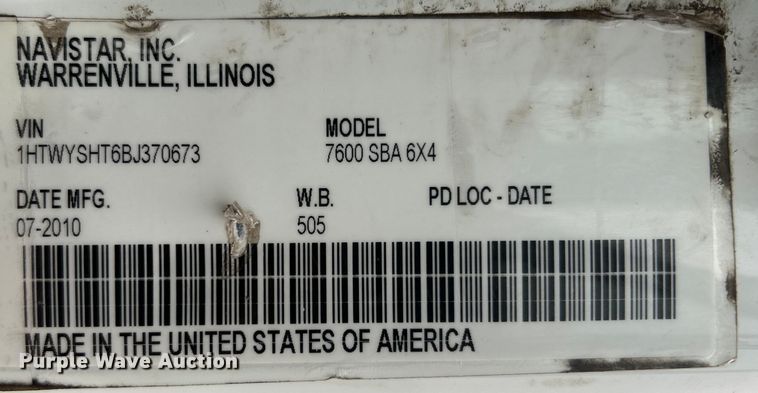 NAVISTAR, INC.
WARRENVILLE, ILLINOIS
VIN MODEL
1HTWYSHT6BJ370673 7600 SBA 6X4
DATE MFG. W.B. PD LOC - DATE
07-2010 505
MADE IN THE UNITED STATES OF AMERICA
Purple Wave Auction